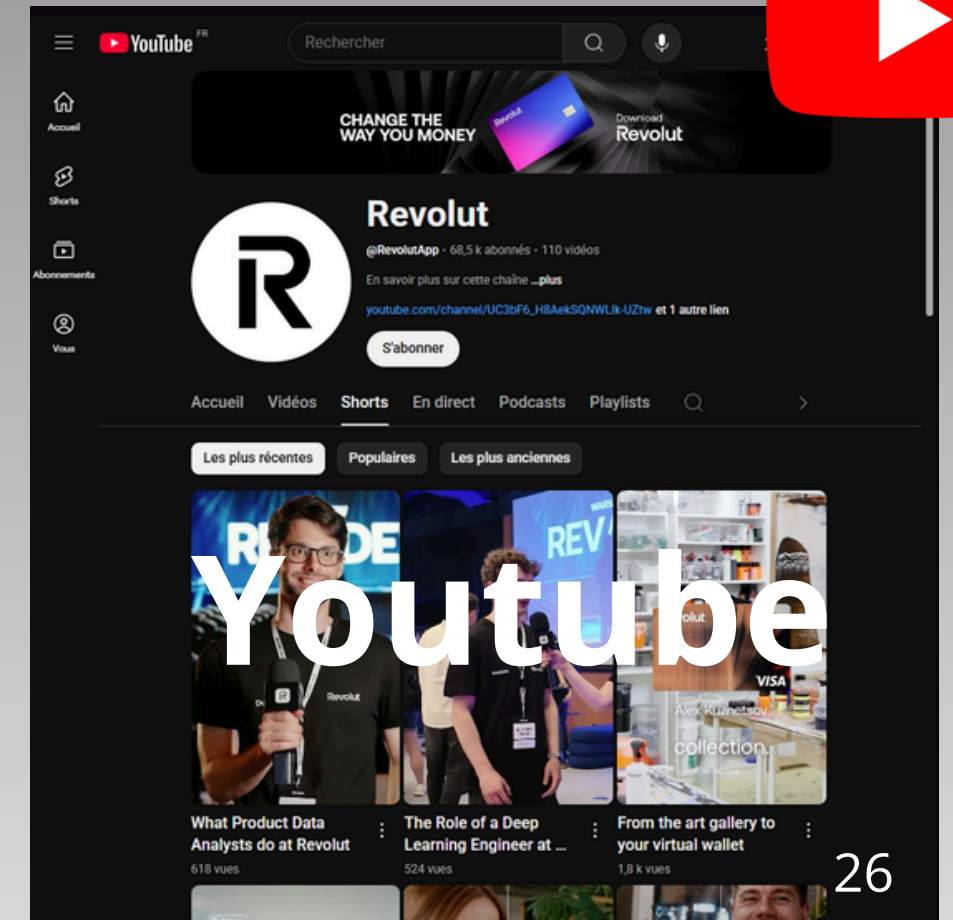 YouTube FR
Rechercher
Accueil
Shorts
Abonnements
Vous
CHANGE THE
WAY YOU MONEY
Revolut
Download
Revolut
Revolut
@RevolutApp • 68,5 k abonnés • 110 vidéos
En savoir plus sur cette chaîne ...plus
youtube.com/channel/UC3bF6_H8AekSQNWLIk-UZtw et 1 autre lien
S'abonner
Accueil Vidéos Shorts En direct Podcasts Playlists
Les plus récentes Populaires Les plus anciennes
REV
Revolut
Youtube
VISA
Alex Kuznetsov
collection.
What Product Data
Analysts do at Revolut
618 vues
The Role of a Deep
Learning Engineer at ...
524 vues
From the art gallery to
your virtual wallet
1,8 k vues
26